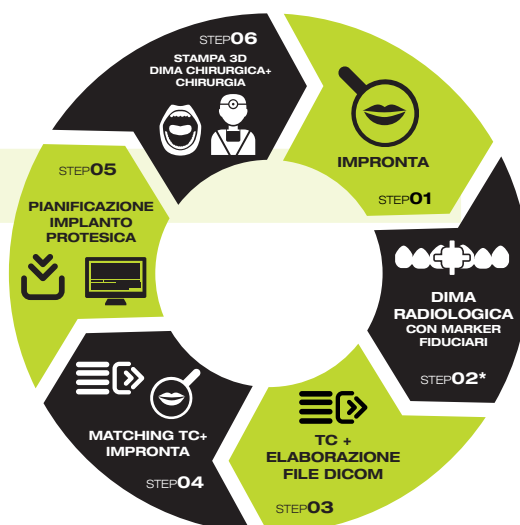 IMPRONTA
STEP01
DIMA
RADIOLOGICA
CON MARKER
FIDUCIARI
STEP02*
TC +
ELABORAZIONE
FILE DICOM
STEP03
MATCHING TC+
IMPRONTA
STEP04
STEP05
PIANIFICAZIONE
IMPLANTO
PROTESICA
STEP06
STAMPA 3D
DIMA CHIRURGICA+
CHIRURGIA